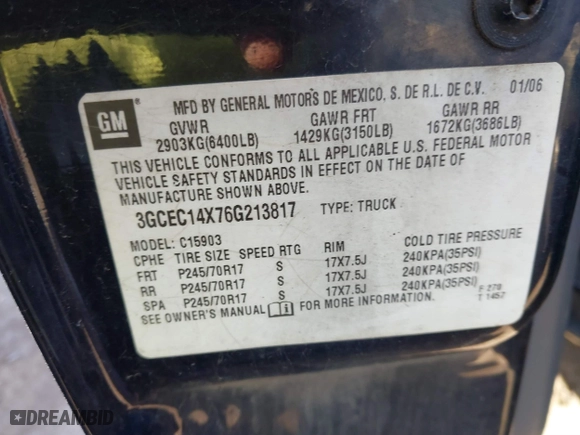 GM
MFD BY GENERAL MOTORS DE MEXICO, S. DE R.L. DE C.V. 01/06
GVWR GAWR FRT GAWR RR
2903KG(6400LB) 1429KG(3150LB) 1672KG(3686LB)
THIS VEHICLE CONFORMS TO ALL APPLICABLE U.S. FEDERAL MOTOR
VEHICLE SAFETY STANDARDS IN EFFECT ON THE DATE OF
MANUFACTURE SHOWN ABOVE.
3GCEC14X76G213817 TYPE: TRUCK
MODEL: C15903
CPHE TIRE SIZE SPEED RTG RIM COLD TIRE PRESSURE
FRT P245/70R17 S 17X7.5J 240KPA(35PSI)
RR P245/70R17 S 17X7.5J 240KPA(35PSI)
SPA P245/70R17 S 17X7.5J 240KPA(35PSI)
SEE OWNER'S MANUAL FOR MORE INFORMATION. F 270
T 1457
DREAMBID